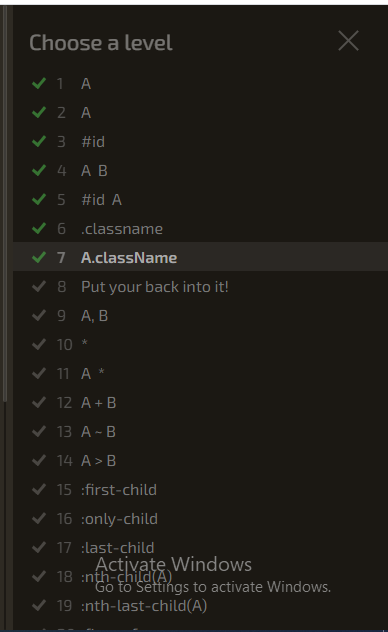 Choose a level
1 A
2 A
3 #id
4 A B
5 #id A
6 .classname
7 A.className
8 Put your back into it!
9 A, B
10 *
11 A *
12 A + B
13 A ~ B
14 A > B
15 :first-child
16 :only-child
17 :last-child
Activate Windows
18 :nth-child(A)
Go to Settings to activate Windows.
19 :nth-last-child(A)